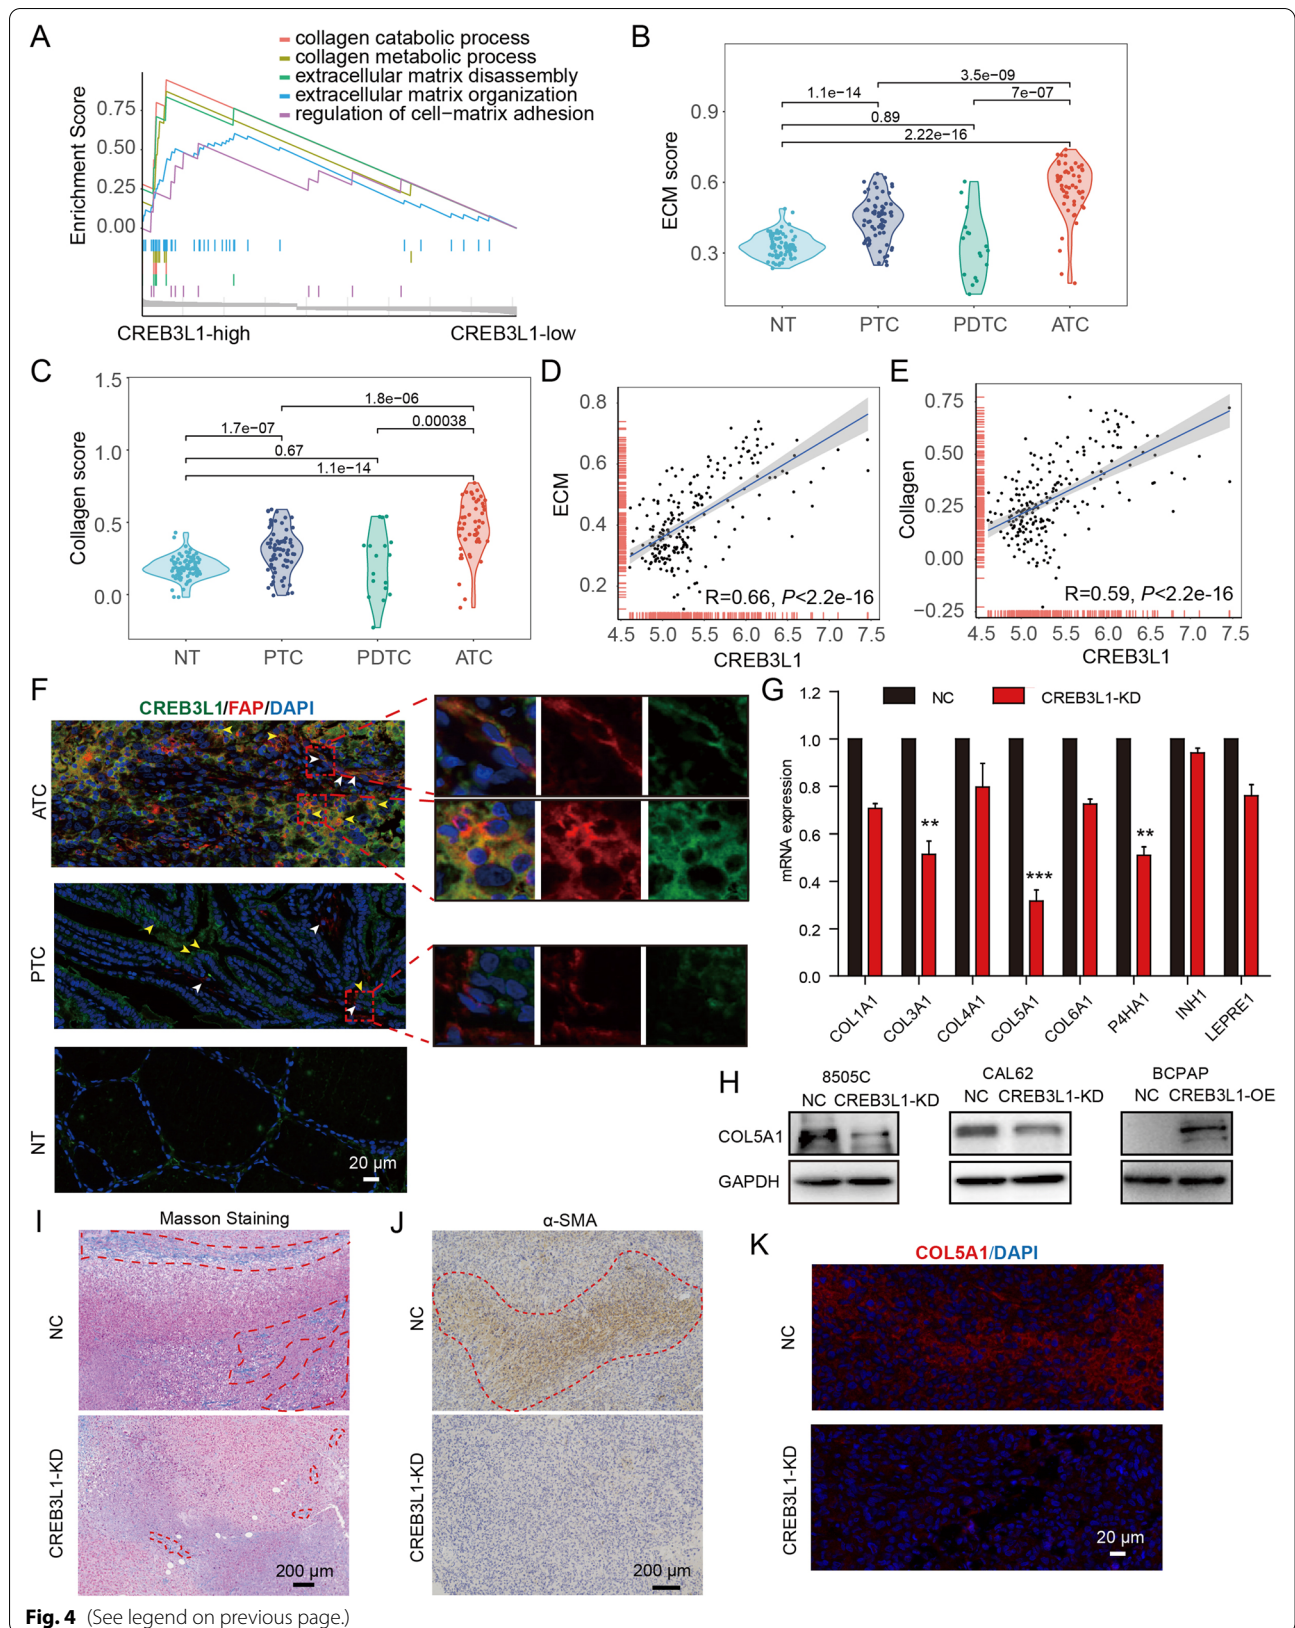 A
collagen catabolic process
collagen metabolic process
extracellular matrix disassembly
extracellular matrix organization
regulation of cell-matrix adhesion
Enrichment Score
0.75
0.50
0.25
0.00
CREB3L1-high
CREB3L1-low
B
ECM score
0.9
0.6
0.3
3.5e-09
1.1e-14
7e-07
0.89
2.22e-16
NT
PTC
PDTC
ATC
C
Collagen score
1.5
1.0
0.5
0.0
1.8e-06
1.7e-07
0.00038
0.67
1.1e-14
NT
PTC
PDTC
ATC
D
ECM
0.8
0.6
0.4
0.2
R=0.66, P<2.2e-16
4.5
5.0
5.5
6.0
6.5
7.0
7.5
CREB3L1
E
Collagen
0.75
0.50
0.25
0.00
−0.25
R=0.59, P<2.2e-16
4.5
5.0
5.5
6.0
6.5
7.0
7.5
CREB3L1
F
CREB3L1/FAP/DAPI
ATC
PTC
NT
20 μm
G
NC
CREB3L1-KD
mRNA expression
1.2
1.0
0.8
0.6
0.4
0.2
0.0
**
***
**
COL1A1
COL3A1
COL4A1
COL5A1
COL6A1
P4HA1
INH1
LEPRE1
H
8505C
NC CREB3L1-KD
CAL62
NC CREB3L1-KD
BCPAP
NC CREB3L1-OE
COL5A1
GAPDH
I
Masson Staining
NC
CREB3L1-KD
200 μm
J
α-SMA
NC
CREB3L1-KD
200 μm
K
COL5A1/DAPI
NC
CREB3L1-KD
20 μm
Fig. 4 (See legend on previous page.)